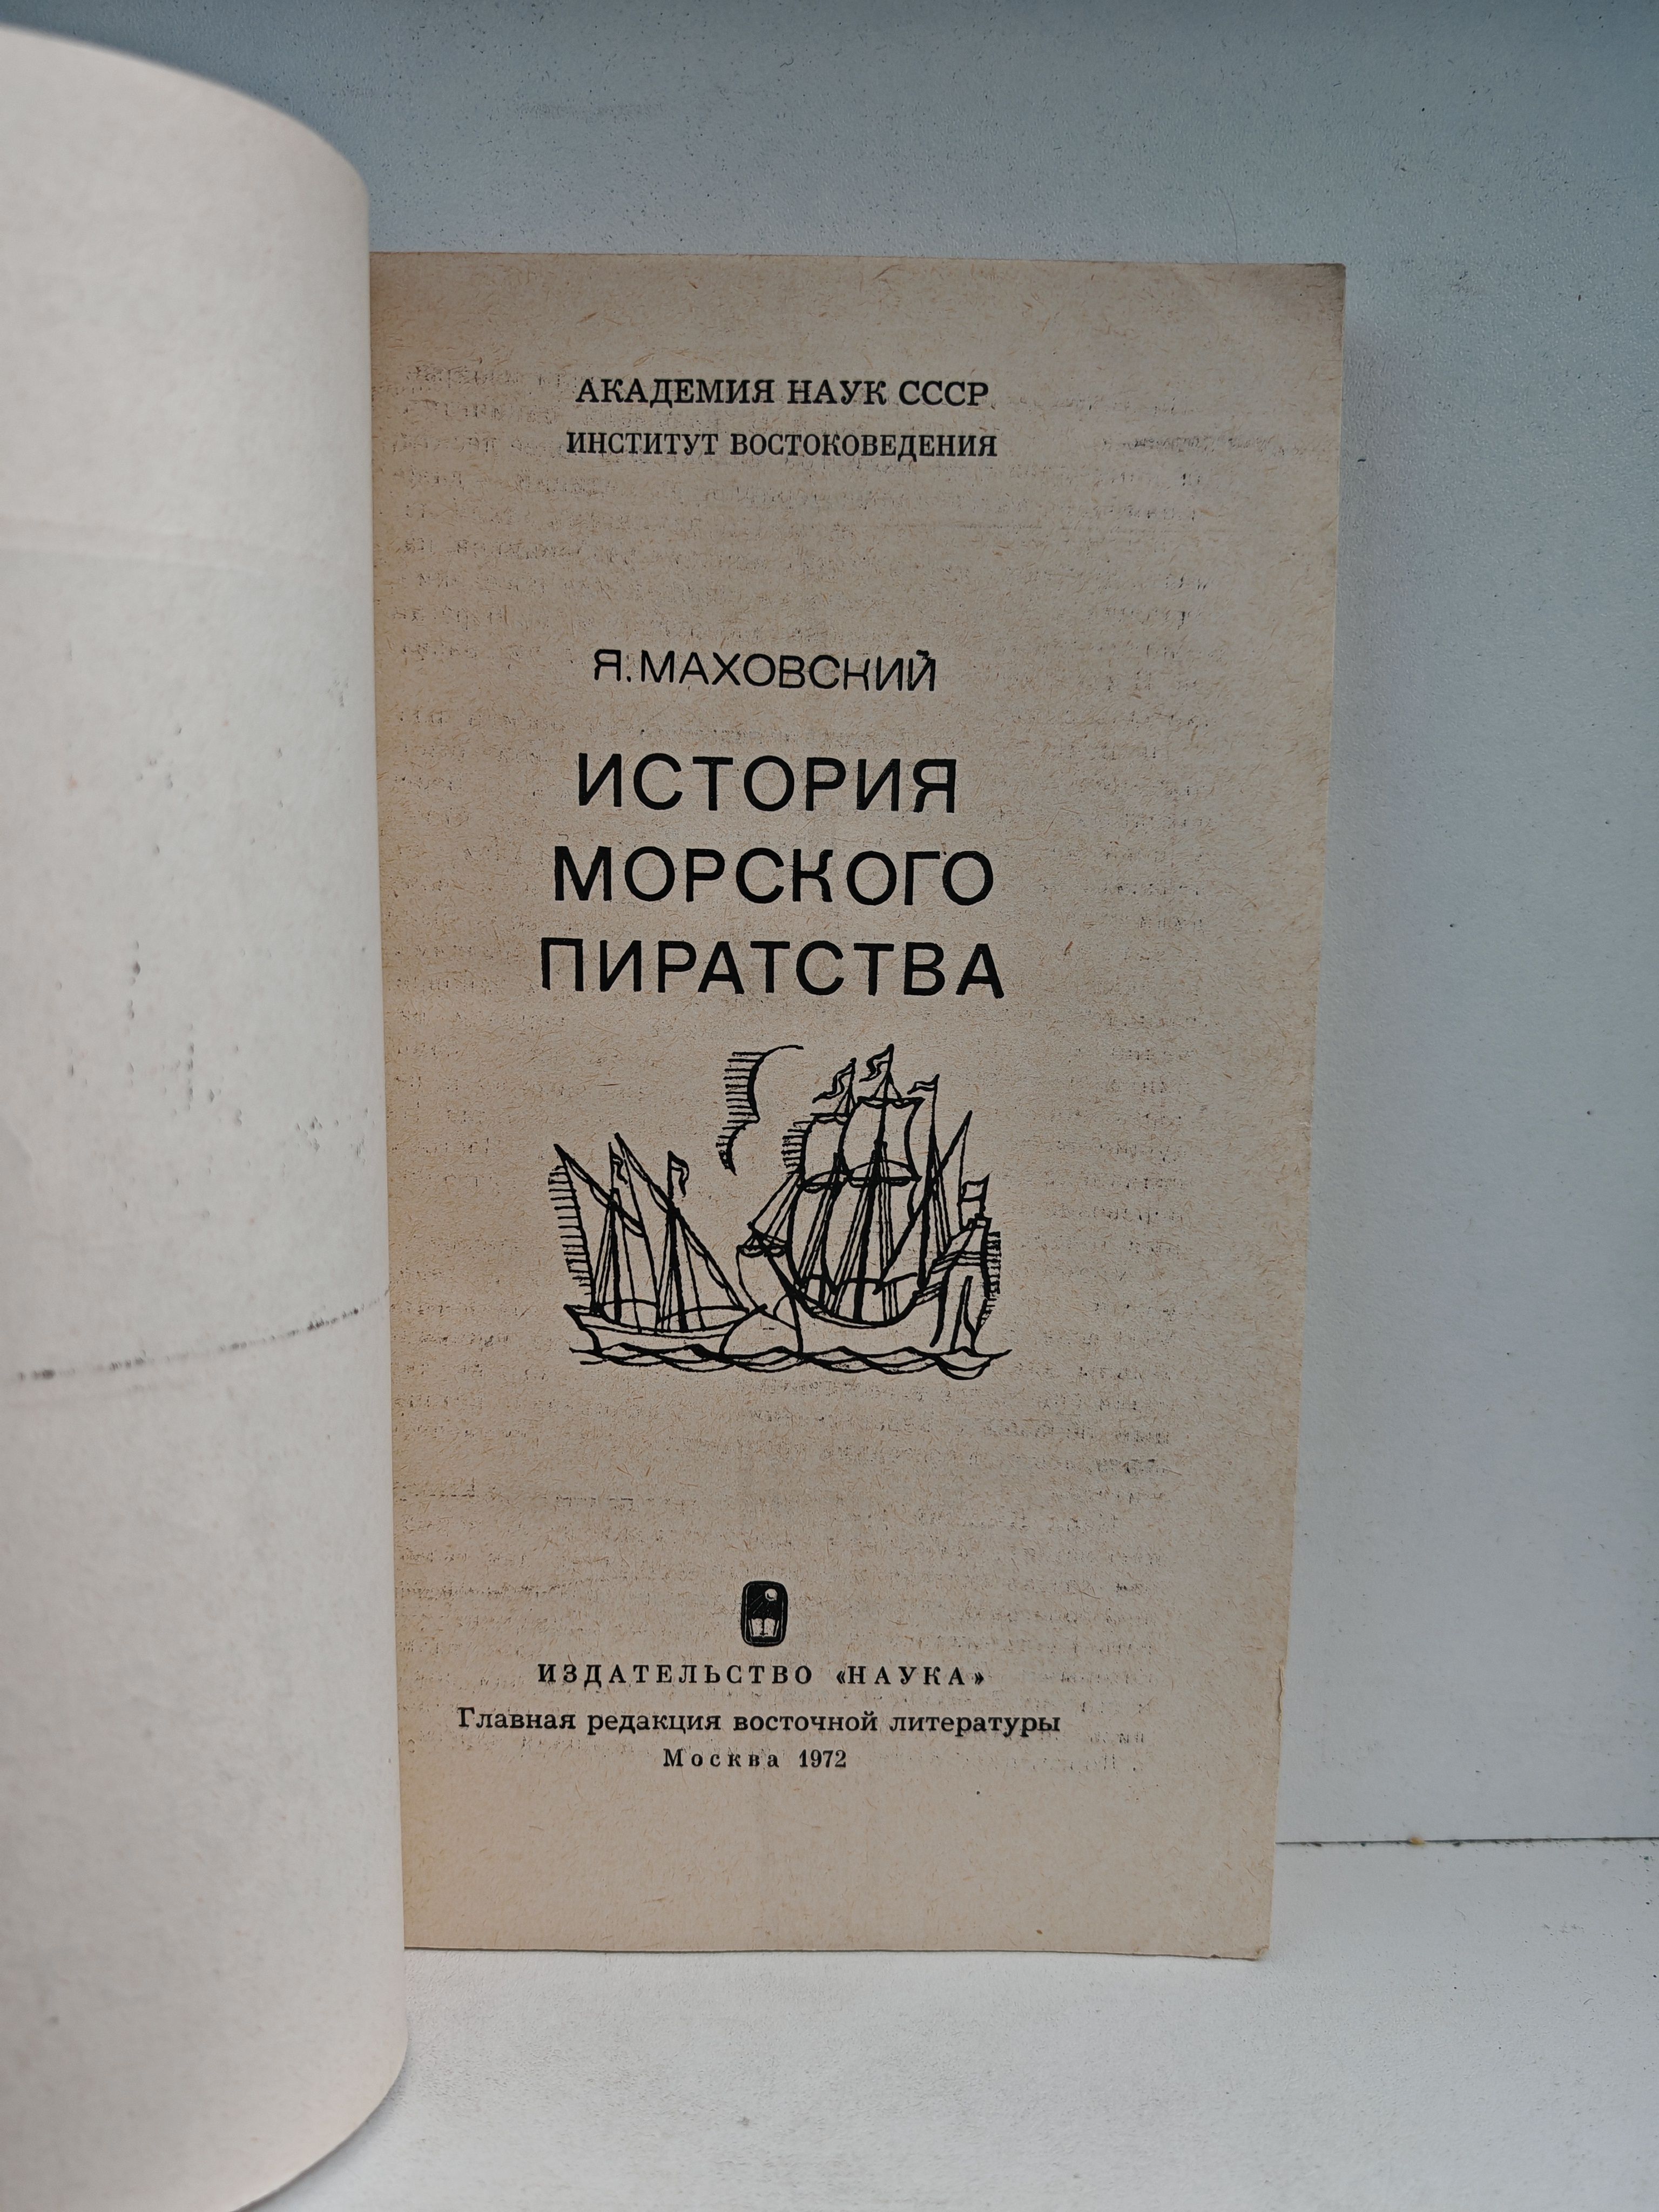 АКАДЕМИЯ НАУК СССР
ИНСТИТУТ ВОСТОКОВЕДЕНИЯ
Я. МАХОВСКИЙ
ИСТОРИЯ
МОРСКОГО
ПИРАТСТВА
ИЗДАТЕЛЬСТВО «НАУКА»
Главная редакция восточной литературы
Москва 1972